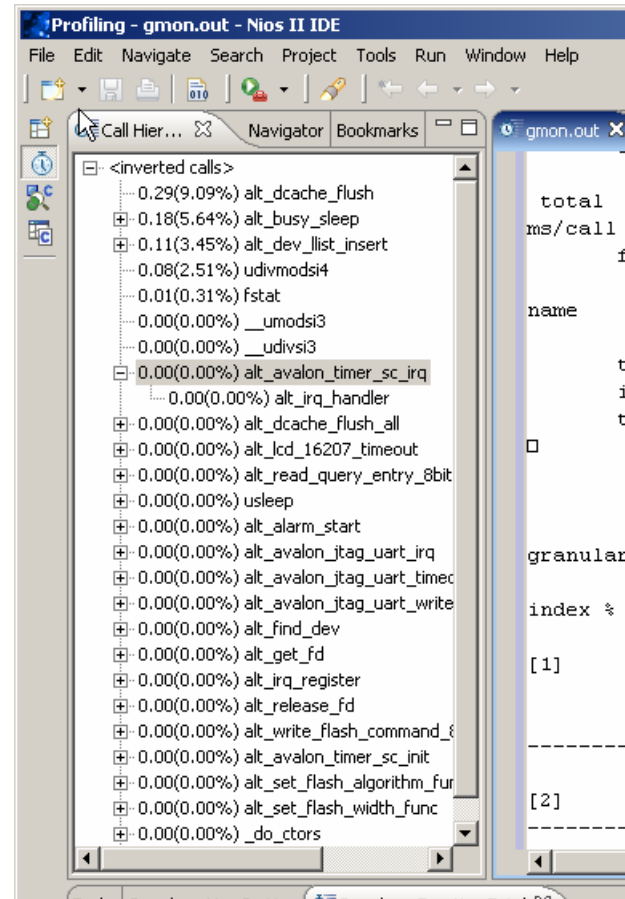 Profiling - gmon.out - Nios II IDE
File Edit Navigate Search Project Tools Run Window Help
010
Call Hier... Navigator Bookmarks
gmon.out
<inverted calls>
0.29(9.09%) alt_dcache_flush
0.18(5.64%) alt_busy_sleep
0.11(3.45%) alt_dev_llist_insert
0.08(2.51%) udivmodsi4
0.01(0.31%) fstat
0.00(0.00%) __umodsi3
0.00(0.00%) __udivsi3
0.00(0.00%) alt_avalon_timer_sc_irq
0.00(0.00%) alt_irq_handler
0.00(0.00%) alt_dcache_flush_all
0.00(0.00%) alt_lcd_16207_timeout
0.00(0.00%) alt_read_query_entry_8bit
0.00(0.00%) usleep
0.00(0.00%) alt_alarm_start
0.00(0.00%) alt_avalon_jtag_uart_irq
0.00(0.00%) alt_avalon_jtag_uart_timeo
0.00(0.00%) alt_avalon_jtag_uart_write
0.00(0.00%) alt_find_dev
0.00(0.00%) alt_get_fd
0.00(0.00%) alt_irq_register
0.00(0.00%) alt_release_fd
0.00(0.00%) alt_write_flash_command_8
0.00(0.00%) alt_avalon_timer_sc_init
0.00(0.00%) alt_set_flash_algorithm_fun
0.00(0.00%) alt_set_flash_width_func
0.00(0.00%) _do_ctors
total
ms/call
f
name
t
i
t
granular
index %
[1]
---------
[2]
---------